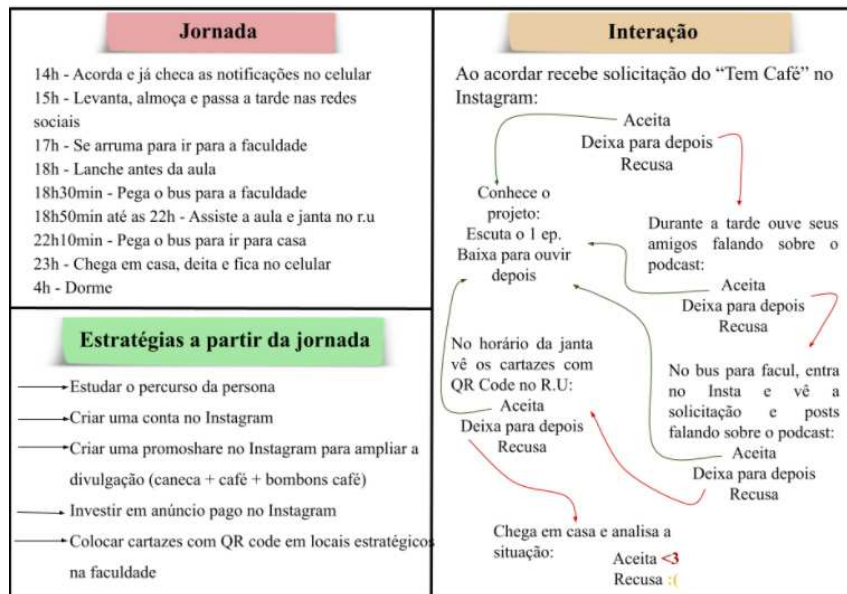 Jornada
14h - Acorda e já checa as notificações no celular
15h - Levanta, almoça e passa a tarde nas redes
sociais
17h - Se arruma para ir para a faculdade
18h - Lanche antes da aula
18h30min - Pega o bus para a faculdade
18h50min até as 22h - Assiste a aula e janta no r.u
22h10min - Pega o bus para ir para casa
23h - Chega em casa, deita e fica no celular
4h - Dorme
Estratégias a partir da jornada
Estudar o percurso da persona
Criar uma conta no Instagram
Criar uma promoshare no Instagram para ampliar a
divulgação (caneca + café + bombons café)
Investir em anúncio pago no Instagram
Colocar cartazes com QR code em locais estratégicos
na faculdade
Interação
Ao acordar recebe solicitação do “Tem Café” no
Instagram:
Aceita
Deixa para depois
Recusa
Conhece o
projeto:
Escuta o 1 ep.
Baixa para ouvir
depois
Durante a tarde ouve seus
amigos falando sobre o
podcast:
Aceita
Deixa para depois
Recusa
No bus para facul, entra
no Insta e vê a
solicitação e posts
falando sobre o podcast:
Aceita
Deixa para depois
Recusa
No horário da janta
vê os cartazes com
QR Code no R.U:
Aceita
Deixa para depois
Recusa
Chega em casa e analisa a
situação:
Aceita <3
Recusa :(